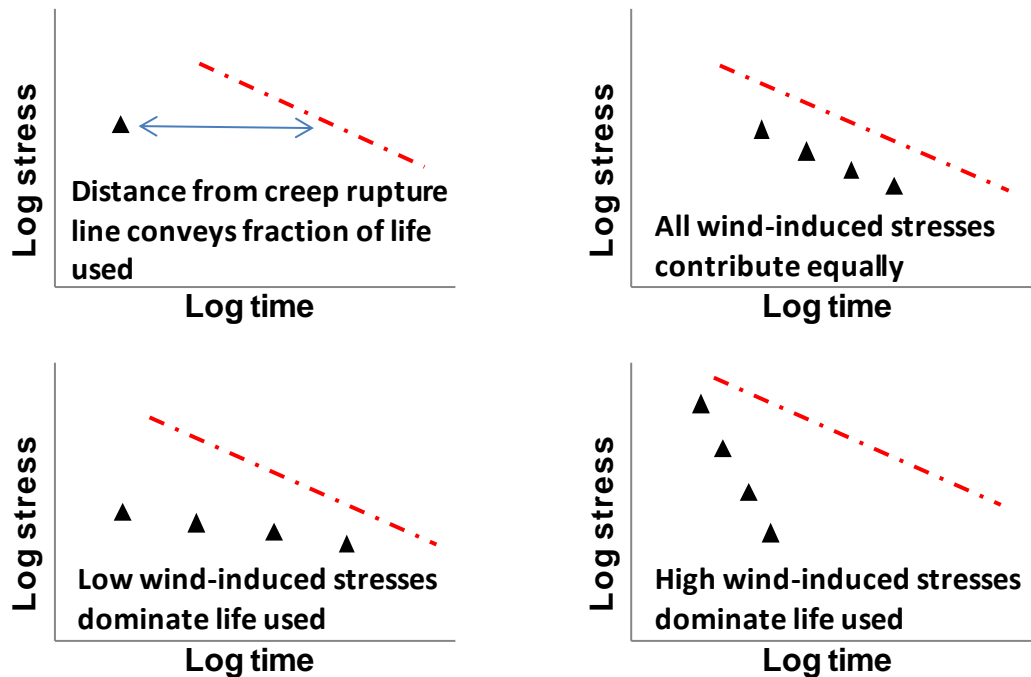 Log stress
Distance from creep rupture
line conveys fraction of life
used
Log time
Log stress
All wind-induced stresses
contribute equally
Log time
Log stress
Low wind-induced stresses
dominate life used
Log time
Log stress
High wind-induced stresses
dominate life used
Log time